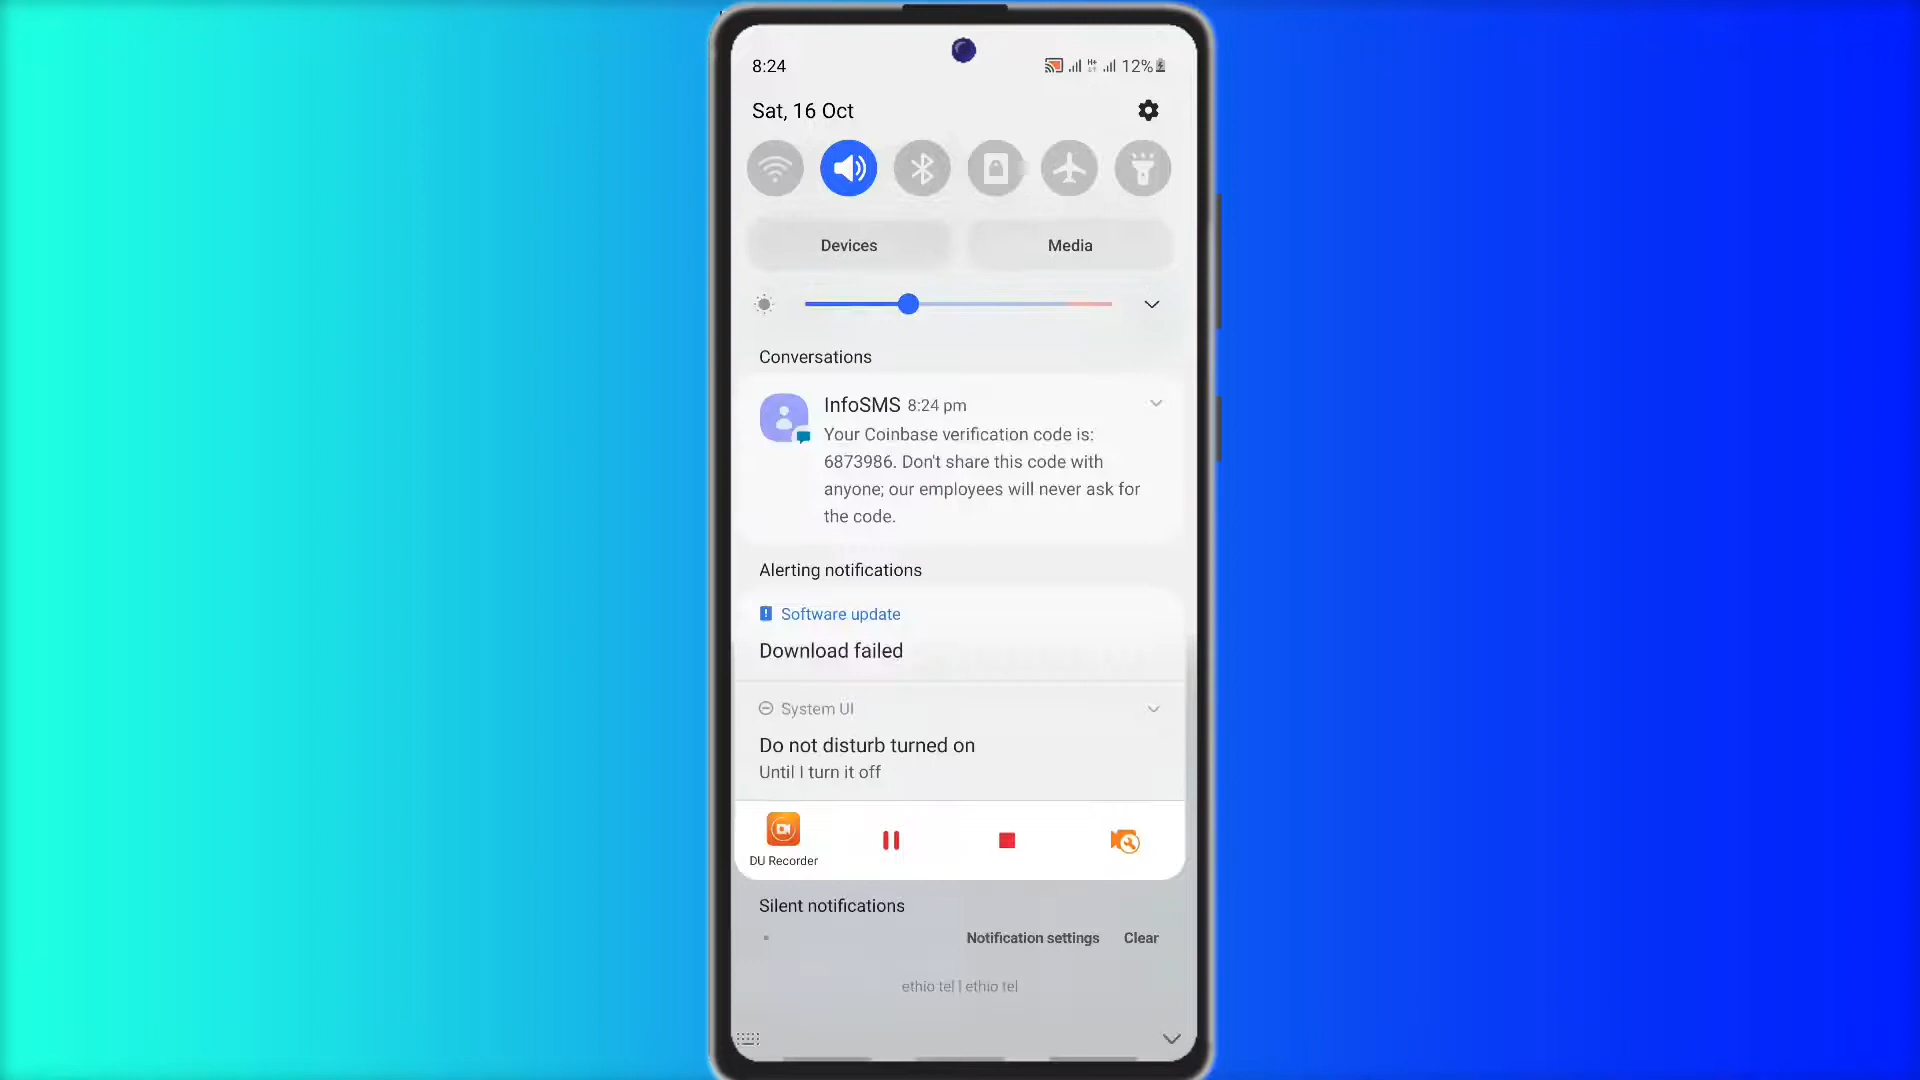 8:24
12%
Sat, 16 Oct
Devices
Media
Conversations
InfoSMS 8:24 pm
Your Coinbase verification code is:
6873986. Don't share this code with
anyone; our employees will never ask for
the code.
Alerting notifications
Software update
Download failed
System UI
Do not disturb turned on
Until I turn it off
DU Recorder
Silent notifications
Notification settings
Clear
ethio tel | ethio tel